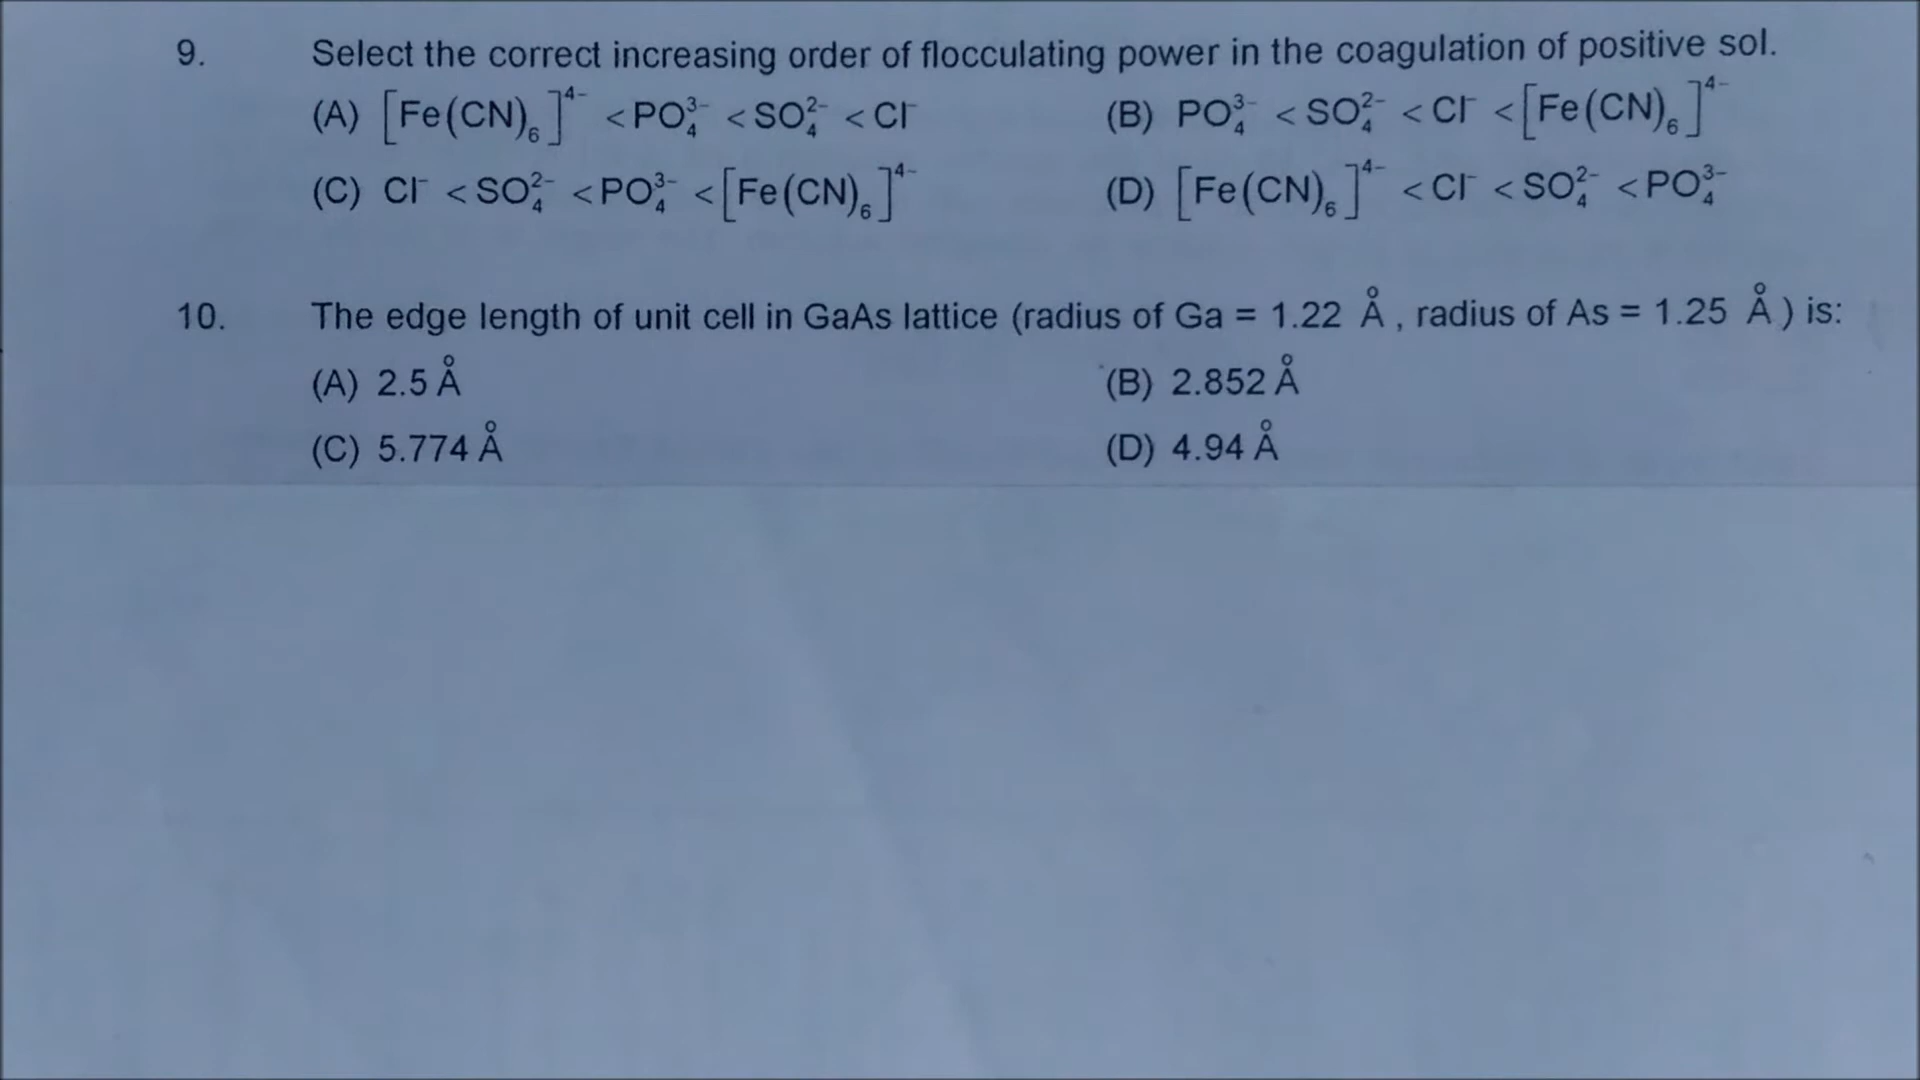 9. Select the correct increasing order of flocculating power in the coagulation of positive sol.
(A) [Fe(CN)₆]⁴⁻ < PO₄³⁻ < SO₄²⁻ < Cl⁻ (B) PO₄³⁻ < SO₄²⁻ < Cl⁻ < [Fe(CN)₆]⁴⁻
(C) Cl⁻ < SO₄²⁻ < PO₄³⁻ < [Fe(CN)₆]⁴⁻ (D) [Fe(CN)₆]⁴⁻ < Cl⁻ < SO₄²⁻ < PO₄³⁻
10. The edge length of unit cell in GaAs lattice (radius of Ga = 1.22 Å, radius of As = 1.25 Å) is:
(A) 2.5 Å (B) 2.852 Å
(C) 5.774 Å (D) 4.94 Å